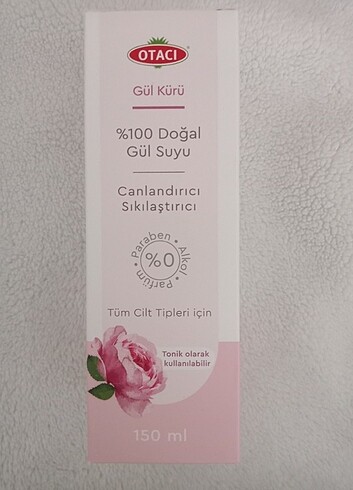 OTACI
Gül Kürü
%100 Doğal
Gül Suyu
Canlandırıcı
Sıkılaştırıcı
Paraben • Alkol • Parfüm •
%0
Tüm Cilt Tipleri için
Tonik olarak
kullanılabilir
150 ml